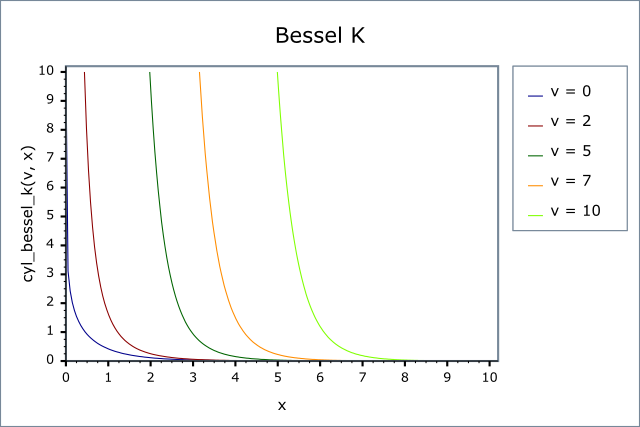 Bessel K
cyl_bessel_k(v, x)
10
9
8
7
6
5
4
3
2
1
0
0 1 2 3 4 5 6 7 8 9 10
x
v = 0
v = 2
v = 5
v = 7
v = 10